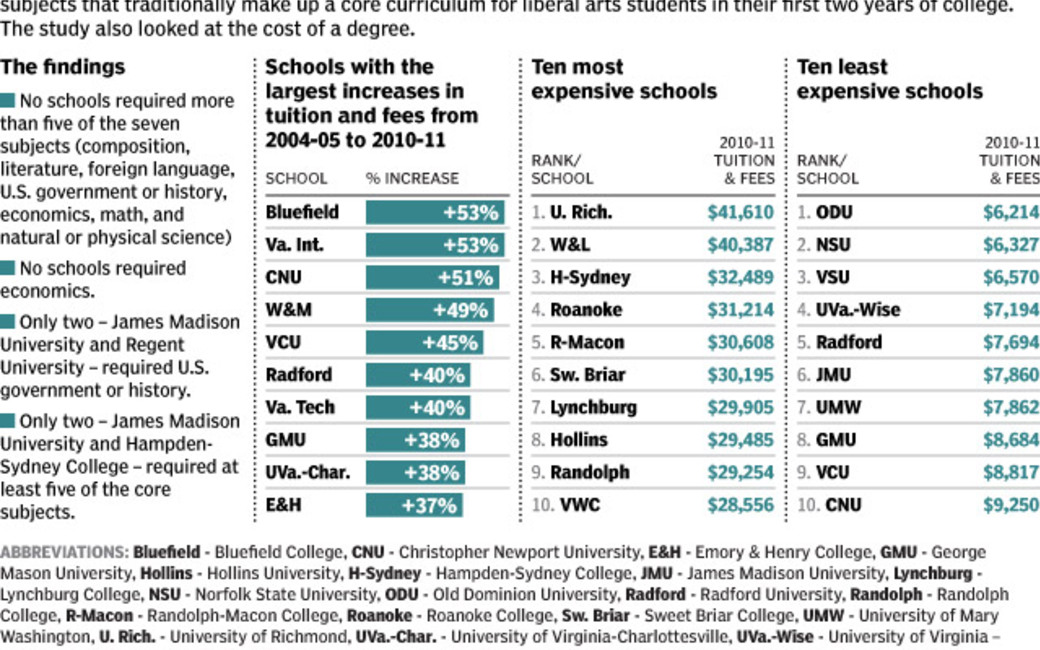 subjects that traditionally make up a core curriculum for liberal arts students in their first two years of college.
The study also looked at the cost of a degree.
The findings
No schools required more
than five of the seven
subjects (composition,
literature, foreign language,
U.S. government or history,
economics, math, and
natural or physical science)
No schools required
economics.
Only two – James Madison
University and Regent
University – required U.S.
government or history.
Only two – James Madison
University and Hampden-
Sydney College – required at
least five of the core
subjects.
Schools with the
largest increases in
tuition and fees from
2004-05 to 2010-11
SCHOOL % INCREASE
Bluefield +53%
Va. Int. +53%
CNU +51%
W&M +49%
VCU +45%
Radford +40%
Va. Tech +40%
GMU +38%
UVa.-Char. +38%
E&H +37%
Ten most
expensive schools
2010-11
RANK/ TUITION
SCHOOL & FEES
1. U. Rich. $41,610
2. W&L $40,387
3. H-Sydney $32,489
4. Roanoke $31,214
5. R-Macon $30,608
6. Sw. Briar $30,195
7. Lynchburg $29,905
8. Hollins $29,485
9. Randolph $29,254
10. VWC $28,556
Ten least
expensive schools
2010-11
RANK/ TUITION
SCHOOL & FEES
1. ODU $6,214
2. NSU $6,327
3. VSU $6,570
4. UVa.-Wise $7,194
5. Radford $7,694
6. JMU $7,860
7. UMW $7,862
8. GMU $8,684
9. VCU $8,817
10. CNU $9,250
ABBREVIATIONS: Bluefield - Bluefield College, CNU - Christopher Newport University, E&H - Emory & Henry College, GMU - George
Mason University, Hollins - Hollins University, H-Sydney - Hampden-Sydney College, JMU - James Madison University, Lynchburg -
Lynchburg College, NSU - Norfolk State University, ODU - Old Dominion University, Radford - Radford University, Randolph - Randolph
College, R-Macon - Randolph-Macon College, Roanoke - Roanoke College, Sw. Briar - Sweet Briar College, UMW - University of Mary
Washington, U. Rich. - University of Richmond, UVa.-Char. - University of Virginia-Charlottesville, UVa.-Wise - University of Virginia –